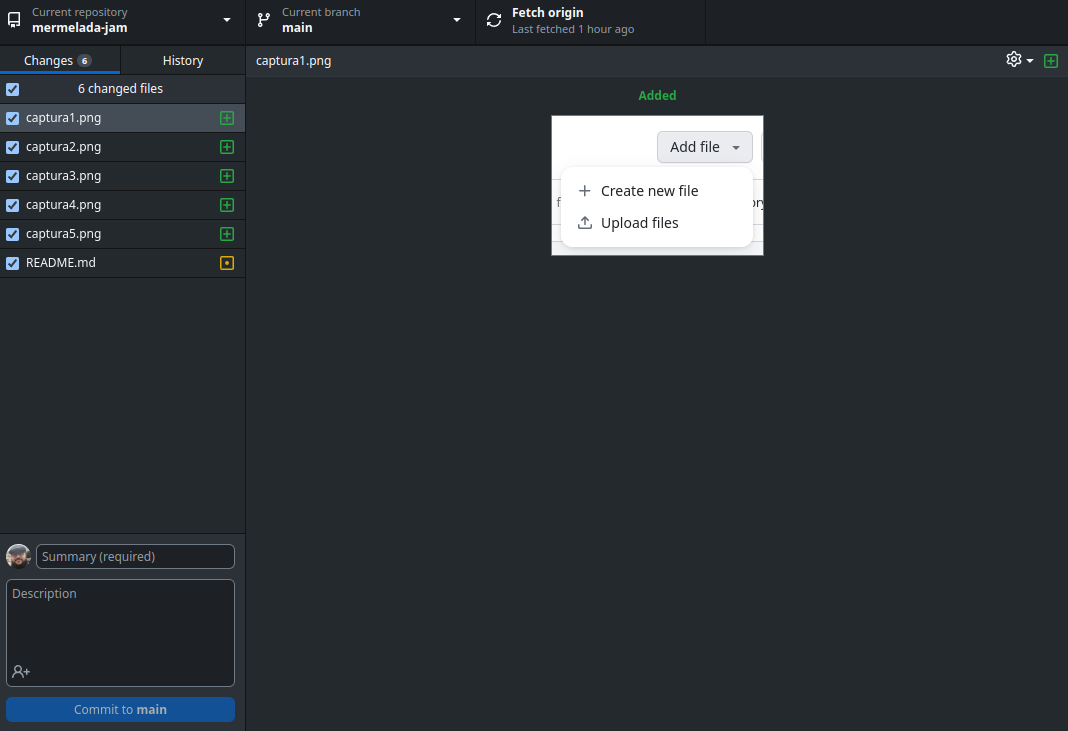 Current repository
mermelada-jam
Current branch
main
Fetch origin
Last fetched 1 hour ago
Changes 6
History
captura1.png
6 changed files
captura1.png
captura2.png
captura3.png
captura4.png
captura5.png
README.md
Added
Add file
Create new file
Upload files
Summary (required)
Description
Commit to main